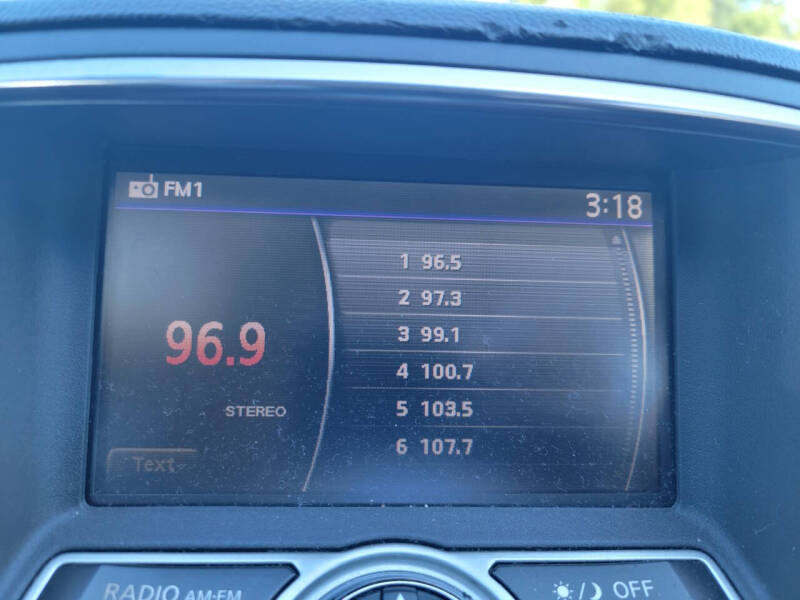 FM1 3:18
1 96.5
2 97.3
96.9
3 99.1
4 100.7
STEREO
5 103.5
6 107.7
Text
RADIO AM·FM
/ OFF